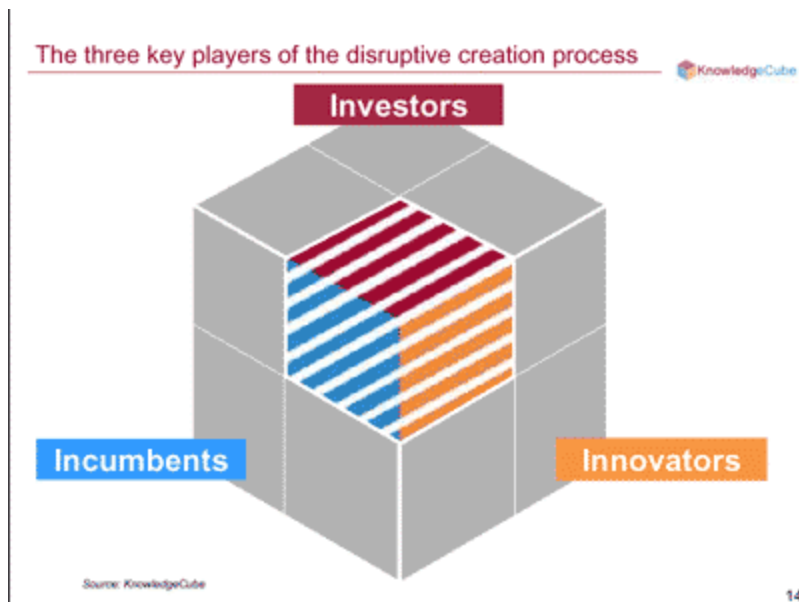 The three key players of the disruptive creation process
KnowledgeCube
Investors
Incumbents
Innovators
Source: KnowledgeCube
14